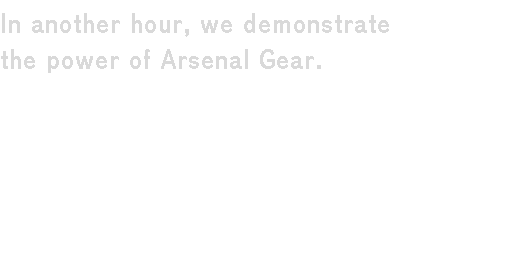 In another hour, we demonstrate
the power of Arsenal Gear.